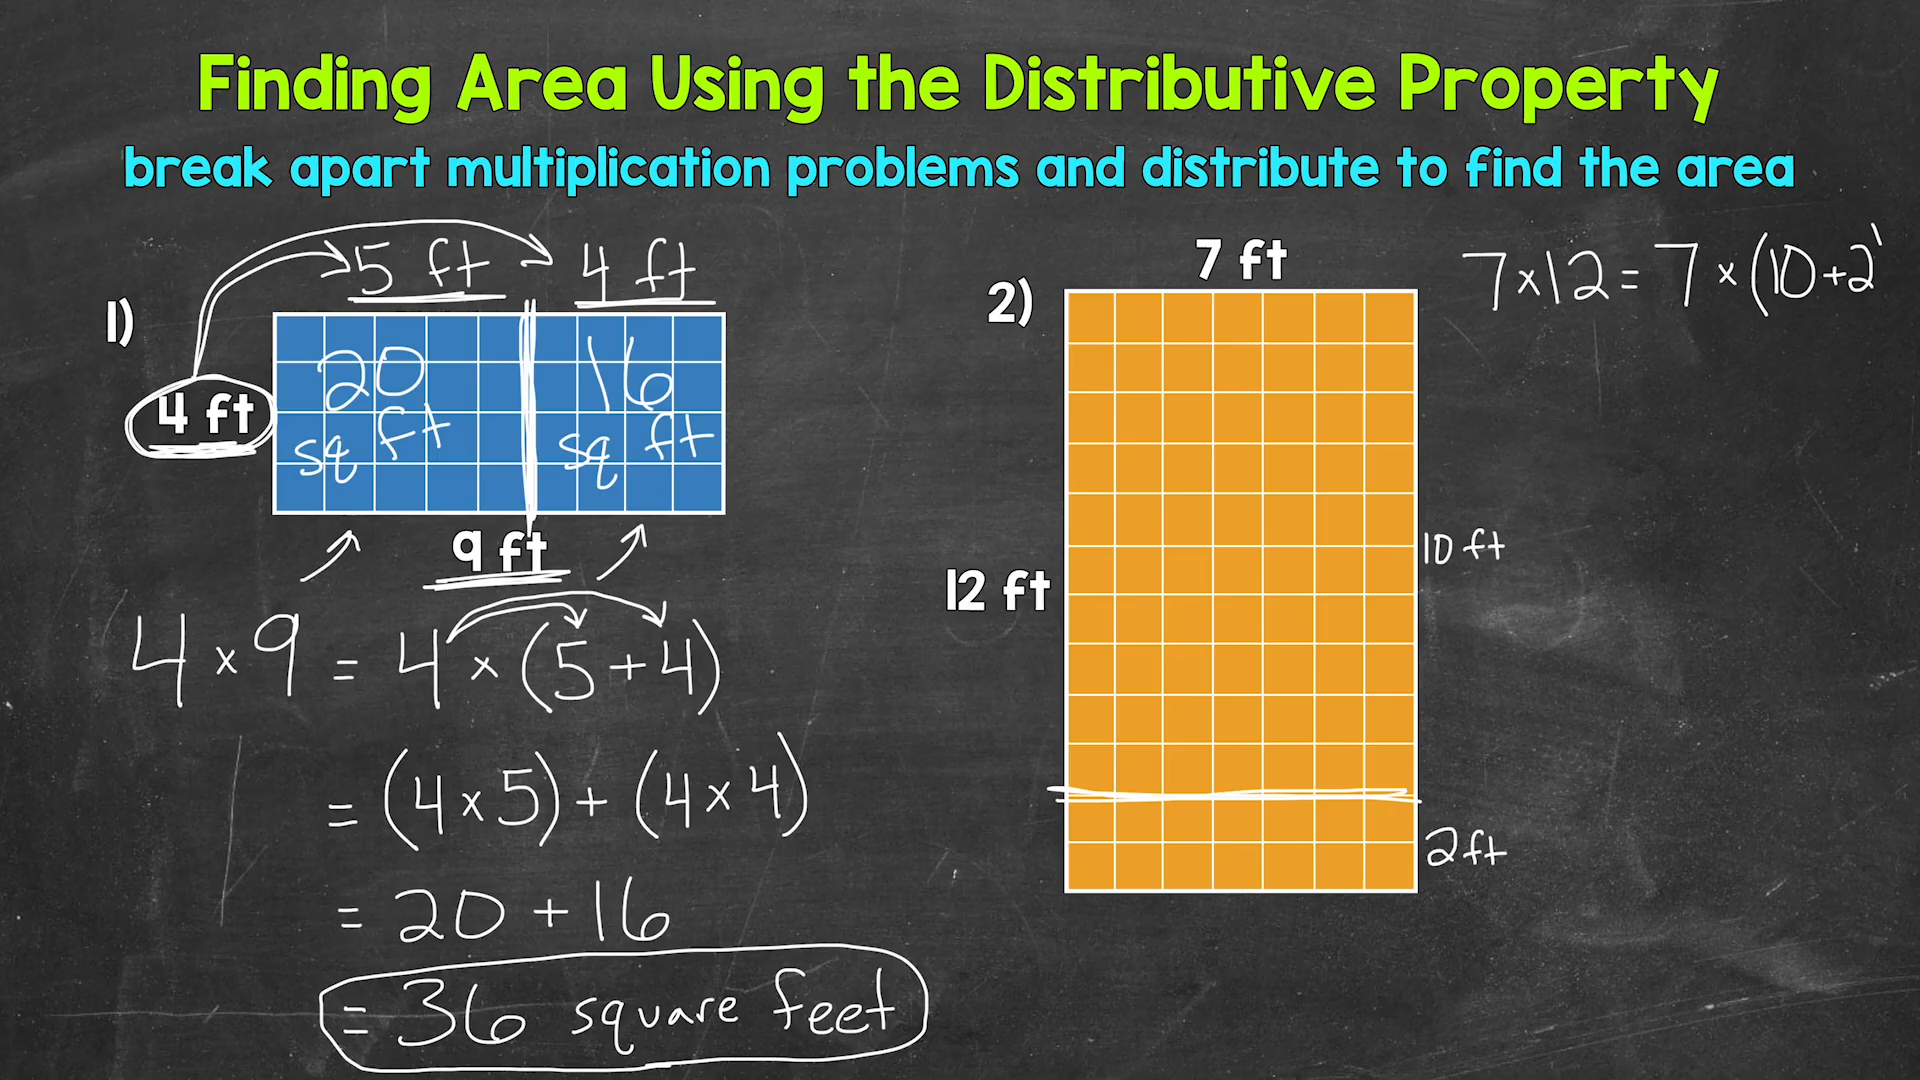 Finding Area Using the Distributive Property
break apart multiplication problems and distribute to find the area
1)
5 ft 4 ft
4 ft
20 sq ft
16 sq ft
9 ft
4 × 9 = 4 × (5 + 4)
= (4 × 5) + (4 × 4)
= 20 + 16
= 36 square feet
2)
7 ft
7 × 12 = 7 × (10 + 2
12 ft
10 ft
2 ft